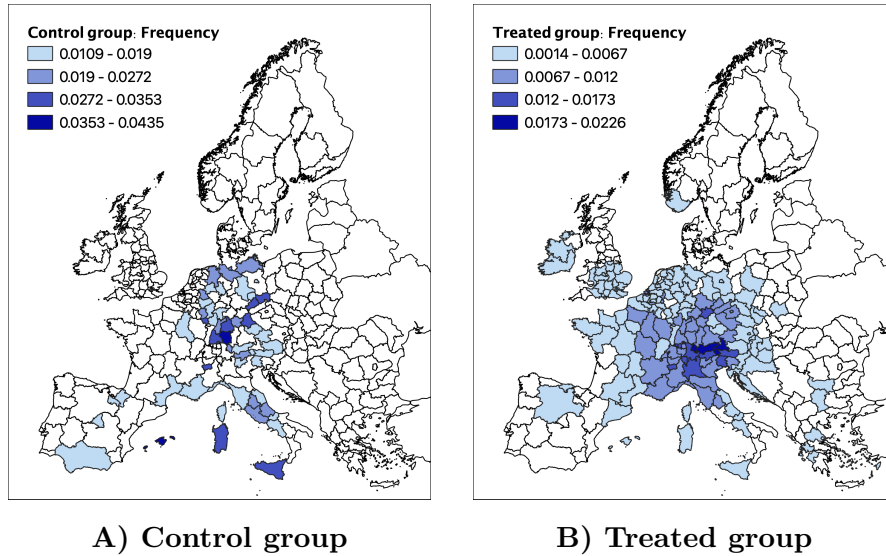 Control group: Frequency
0.0109 - 0.019
0.019 - 0.0272
0.0272 - 0.0353
0.0353 - 0.0435
Treated group: Frequency
0.0014 - 0.0067
0.0067 - 0.012
0.012 - 0.0173
0.0173 - 0.0226
A) Control group
B) Treated group